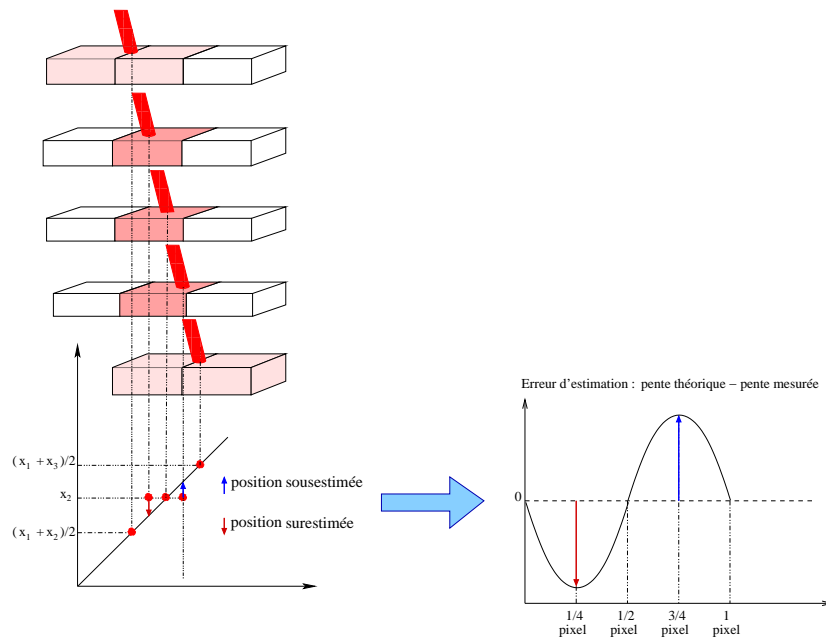 Erreur d'estimation : pente théorique – pente mesurée
(x₁ + x₃)/2
x₂
(x₁ + x₂)/2
position sousestimée
position surestimée
0
1/4 1/2 3/4 1
pixel pixel pixel